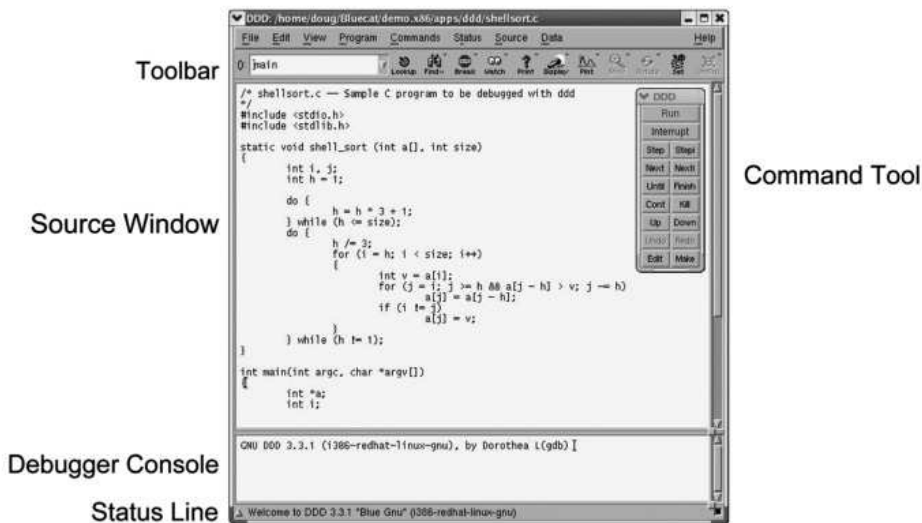 DDD: /home/doug/Bluecat/demo.x86/apps/ddd/shellsort.c
File Edit View Program Commands Status Source Data Help
Toolbar
(): main Lookup Find>> Break Watch Print Display Plot Set
/* shellsort.c -- Sample C program to be debugged with ddd
*/
#include <stdio.h>
#include <stdlib.h>
static void shell_sort (int a[], int size)
{
int i, j;
int h = 1;
do {
h = h * 3 + 1;
} while (h <= size);
do {
h /= 3;
for (i = h; i < size; i++)
{
int v = a[i];
for (j = i; j >= h && a[j - h] > v; j -= h)
a[j] = a[j - h];
if (i != j)
a[j] = v;
}
} while (h != 1);
}
int main(int argc, char *argv[])
{
int *a;
int i;
DDD
Run
Interrupt
Step Stepi
Next Nexti
Until Finish
Cont Kill
Up Down
Undo Redo
Edit Make
Command Tool
Source Window
GNU DDD 3.3.1 (i386-redhat-linux-gnu), by Dorothea L(gdb)
Debugger Console
Status Line
Welcome to DDD 3.3.1 "Blue Gnu" (i386-redhat-linux-gnu)